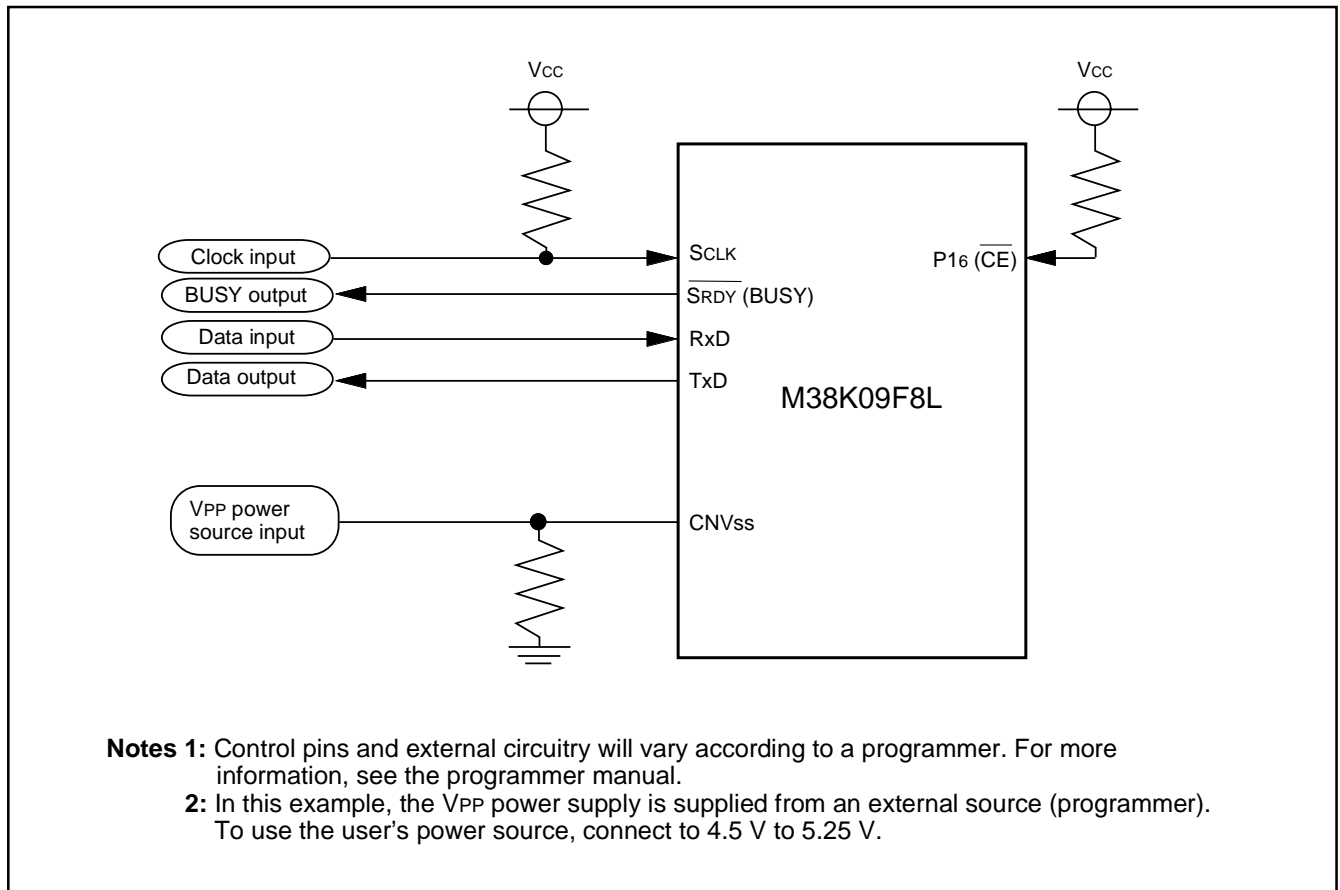 VCC
VCC
Clock input
SCLK
P16 (CE)
BUSY output
SRDY (BUSY)
Data input
RxD
Data output
TxD
M38K09F8L
VPP power
source input
CNVss
Notes 1: Control pins and external circuitry will vary according to a programmer. For more
information, see the programmer manual.
2: In this example, the VPP power supply is supplied from an external source (programmer).
To use the user's power source, connect to 4.5 V to 5.25 V.